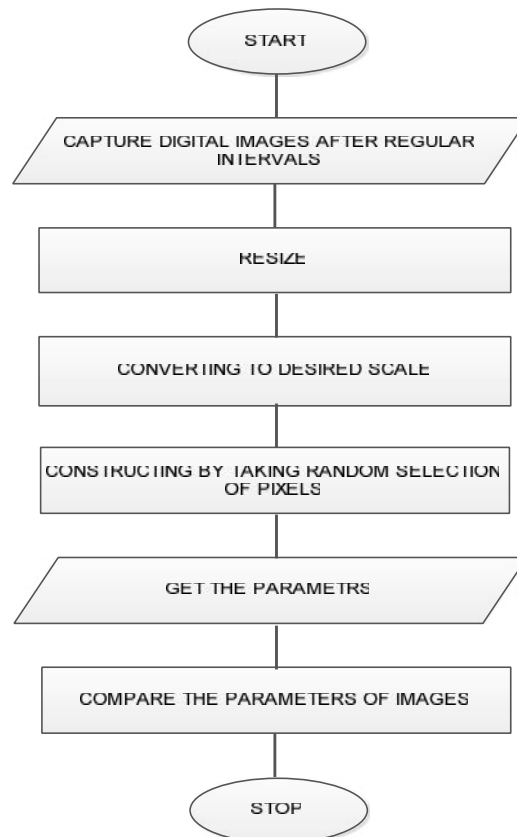 START
CAPTURE DIGITAL IMAGES AFTER REGULAR
INTERVALS
RESIZE
CONVERTING TO DESIRED SCALE
CONSTRUCTING BY TAKING RANDOM SELECTION
OF PIXELS
GET THE PARAMETRS
COMPARE THE PARAMETERS OF IMAGES
STOP